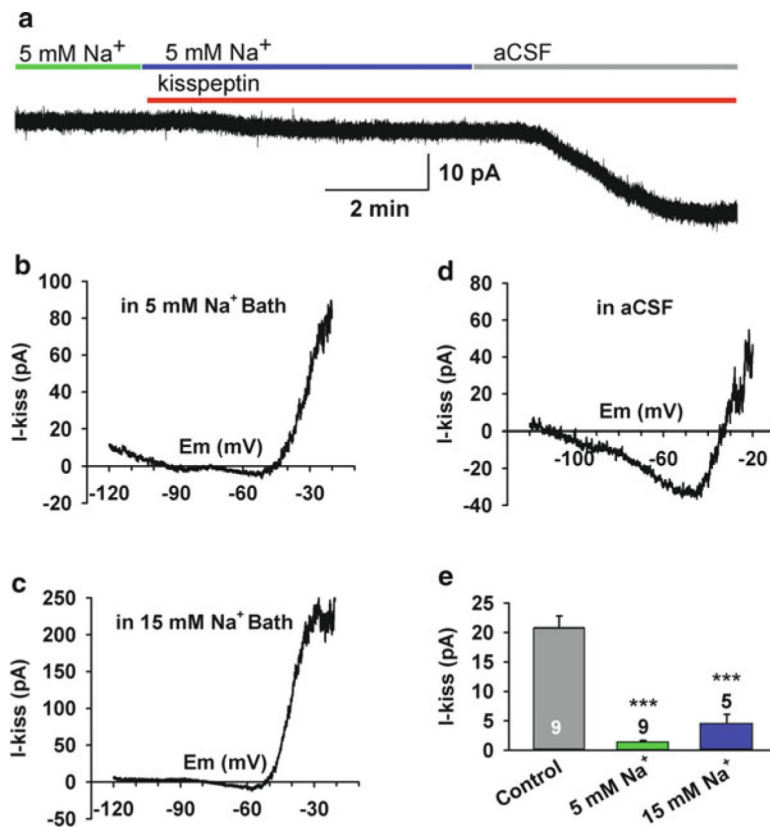 a
5 mM Na+ 5 mM Na+ aCSF
kisspeptin
10 pA
2 min
b
100
80
60
40
20
0
-20
I-kiss (pA)
in 5 mM Na+ Bath
Em (mV)
-120 -90 -60 -30
d
80
60
40
20
0
-20
-40
I-kiss (pA)
in aCSF
Em (mV)
-100 -60 -20
c
250
200
150
100
50
0
-50
I-kiss (pA)
in 15 mM Na+ Bath
Em (mV)
-120 -90 -60 -30
e
25
20
15
10
5
0
I-kiss (pA)
*** ***
9 9 5
Control 5 mM Na+ 15 mM Na+